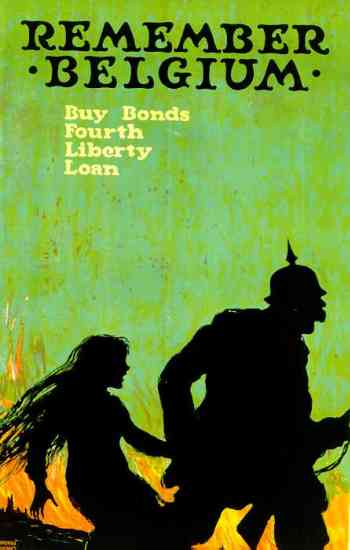 REMEMBER
·BELGIUM·
Buy Bonds
Fourth
Liberty
Loan